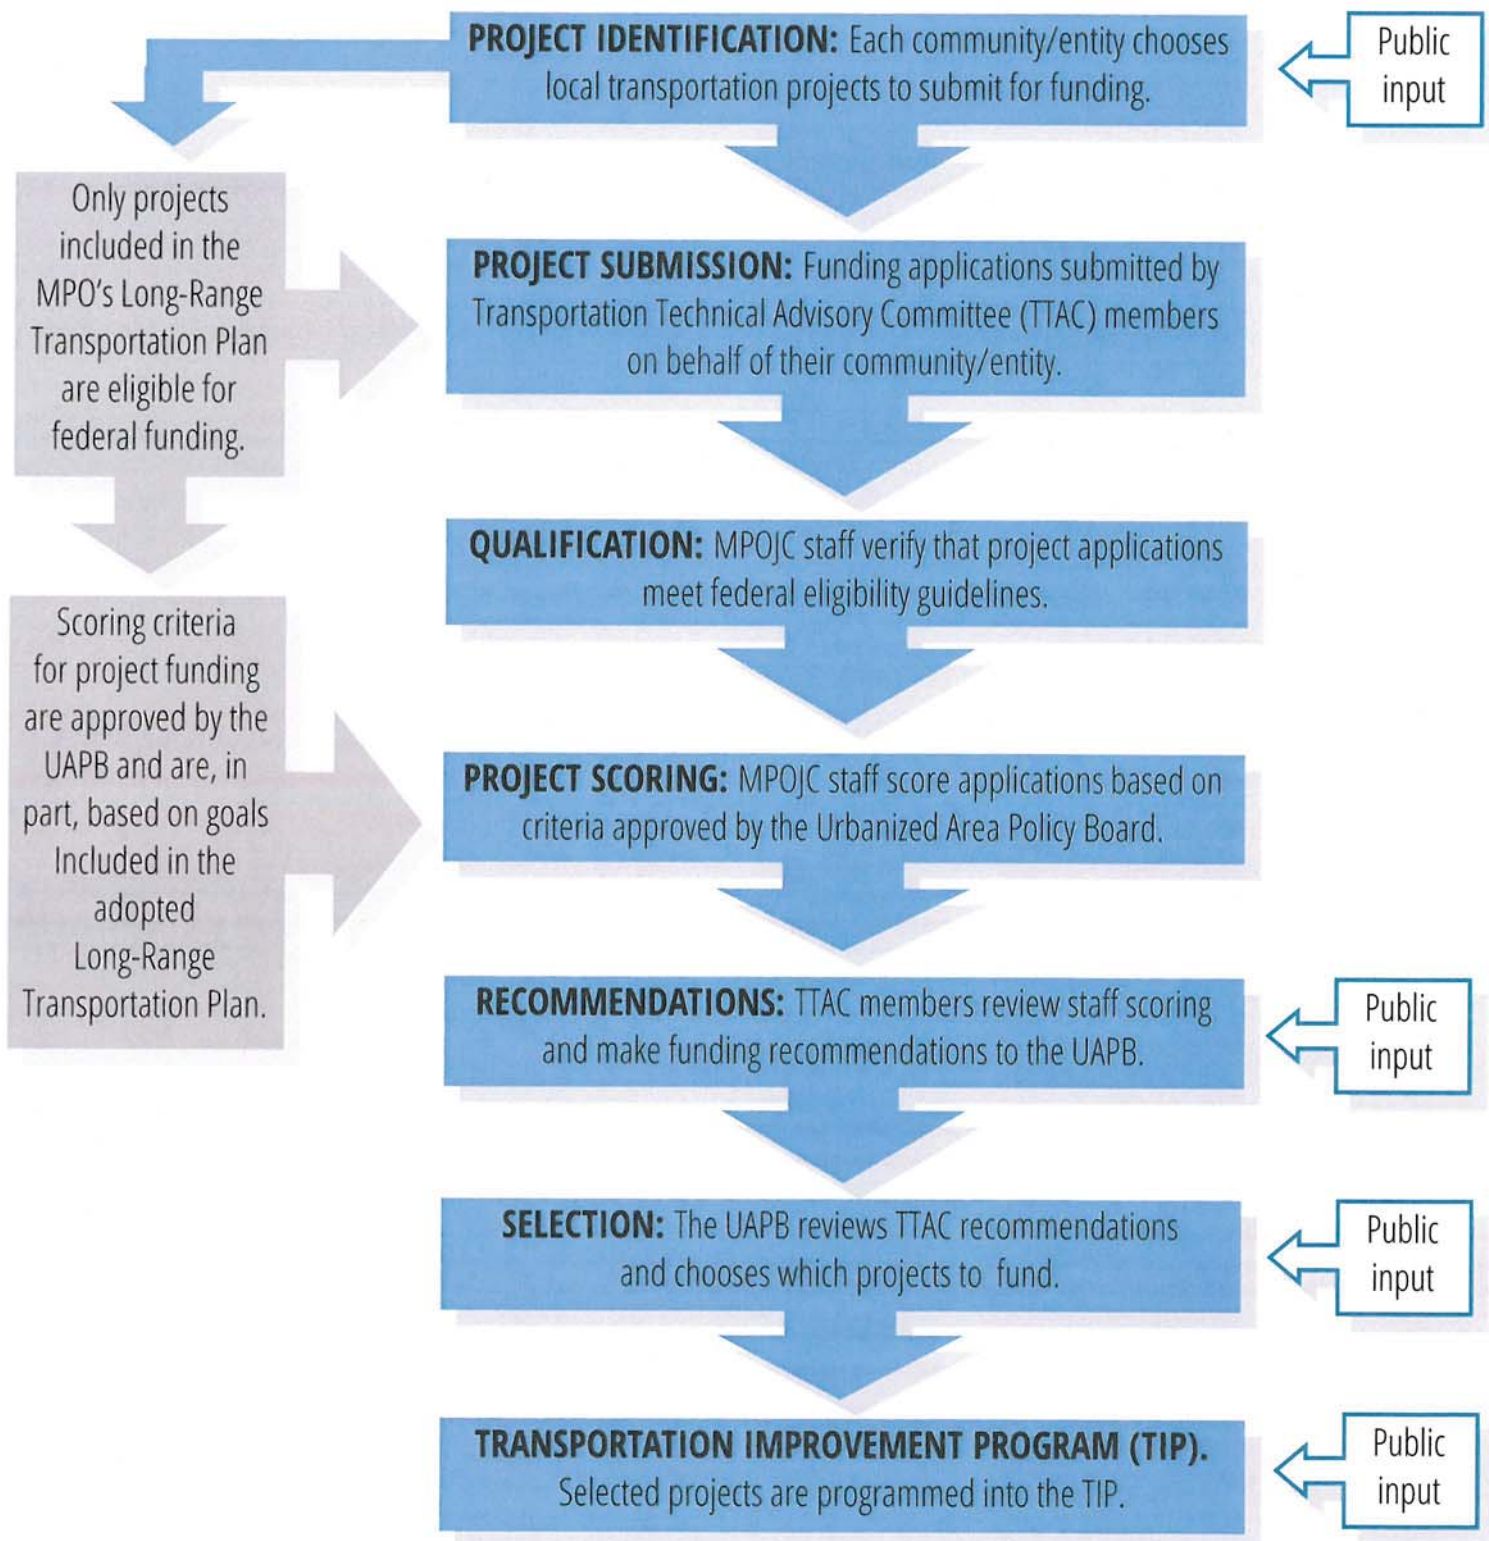 PROJECT IDENTIFICATION: Each community/entity chooses
local transportation projects to submit for funding.
Public
input
Only projects
included in the
MPO's Long-Range
Transportation Plan
are eligible for
federal funding.
PROJECT SUBMISSION: Funding applications submitted by
Transportation Technical Advisory Committee (TTAC) members
on behalf of their community/entity.
QUALIFICATION: MPOJC staff verify that project applications
meet federal eligibility guidelines.
Scoring criteria
for project funding
are approved by the
UAPB and are, in
part, based on goals
Included in the
adopted
Long-Range
Transportation Plan.
PROJECT SCORING: MPOJC staff score applications based on
criteria approved by the Urbanized Area Policy Board.
RECOMMENDATIONS: TTAC members review staff scoring
and make funding recommendations to the UAPB.
Public
input
SELECTION: The UAPB reviews TTAC recommendations
and chooses which projects to fund.
Public
input
TRANSPORTATION IMPROVEMENT PROGRAM (TIP).
Selected projects are programmed into the TIP.
Public
input